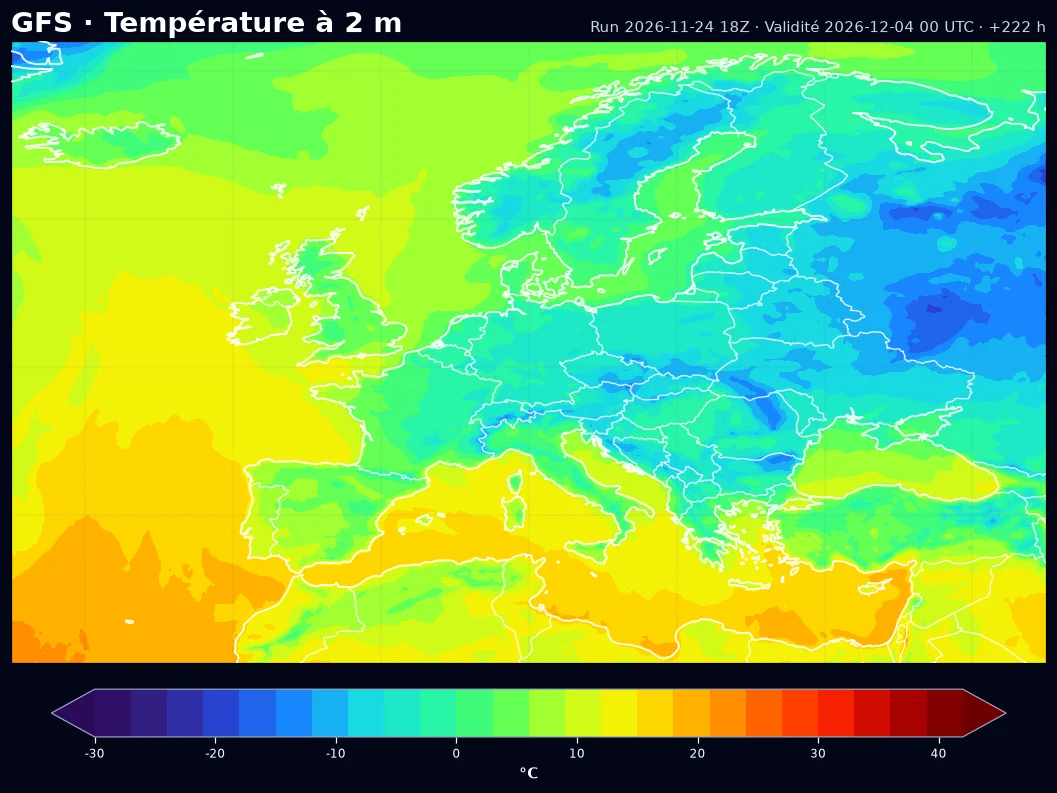 GFS · Température à 2 m
Run 2026-11-24 18Z · Validité 2026-12-04 00 UTC · +222 h
-30 -20 -10 0 10 20 30 40
°C